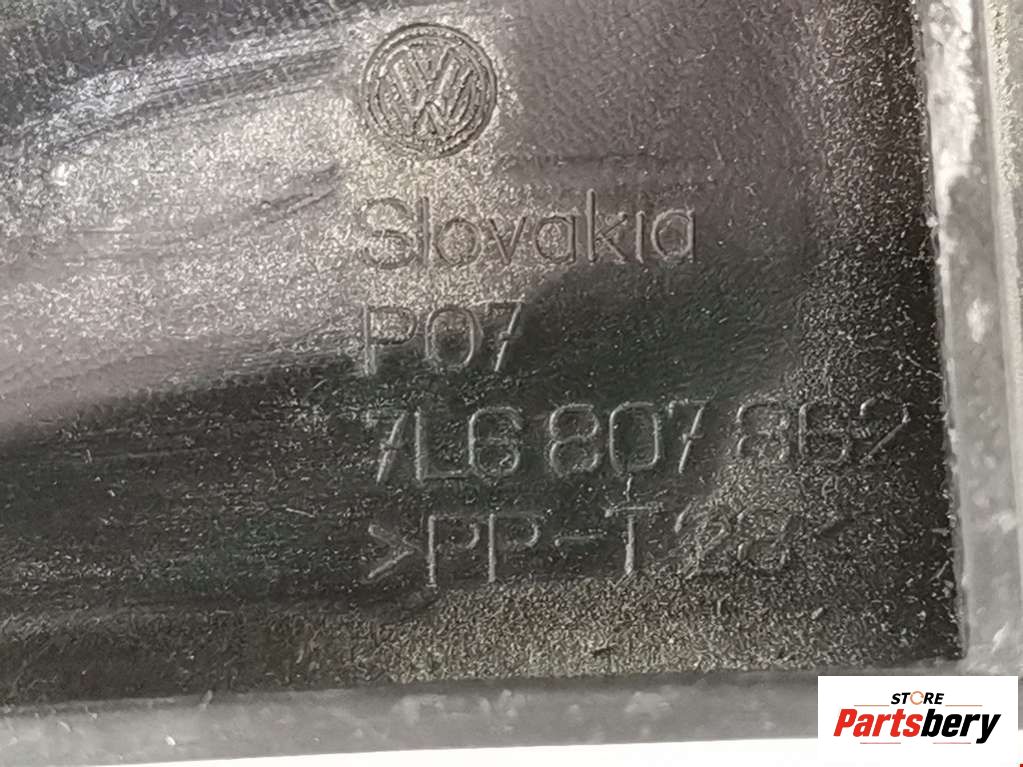 Slovakia
P07
7L6 807 862
>PP-T20<
STORE
Partsbery